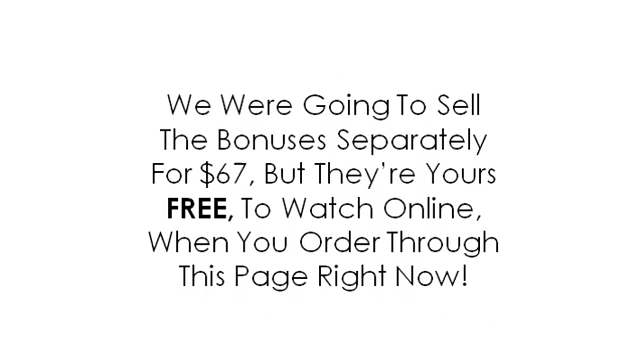 We Were Going To Sell
The Bonuses Separately
For $67, But They're Yours
FREE, To Watch Online,
When You Order Through
This Page Right Now!